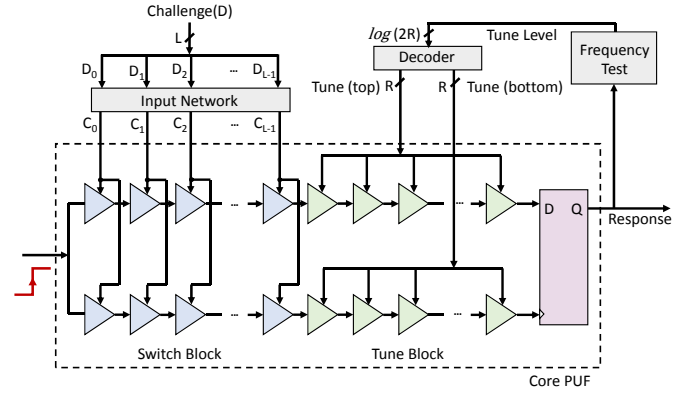 Challenge(D)
L
log (2R)
Tune Level
Frequency
Test
Decoder
D0 D1 D2 ... DL-1
Tune (top) R R Tune (bottom)
Input Network
C0 C1 C2 ... CL-1
... ...
D Q
Response
... ...
Switch Block Tune Block
Core PUF